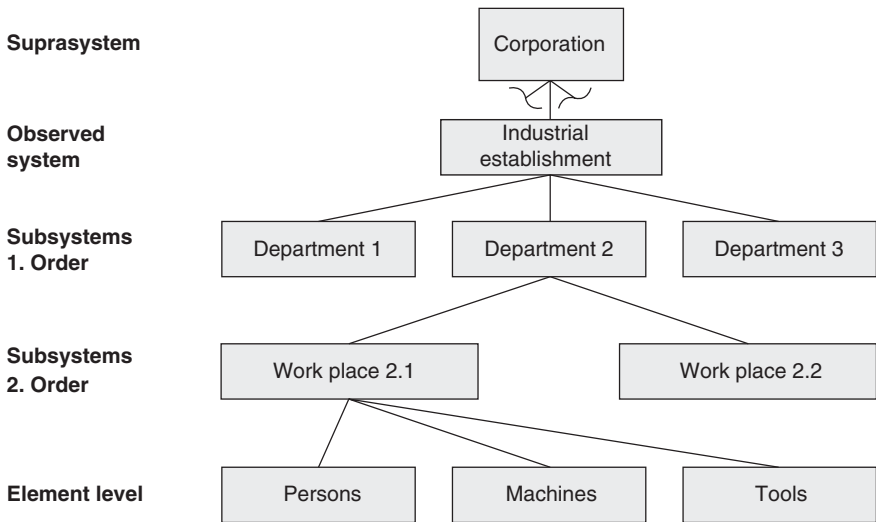 Suprasystem
Corporation
Observed
system
Industrial
establishment
Subsystems
1. Order
Department 1
Department 2
Department 3
Subsystems
2. Order
Work place 2.1
Work place 2.2
Element level
Persons
Machines
Tools